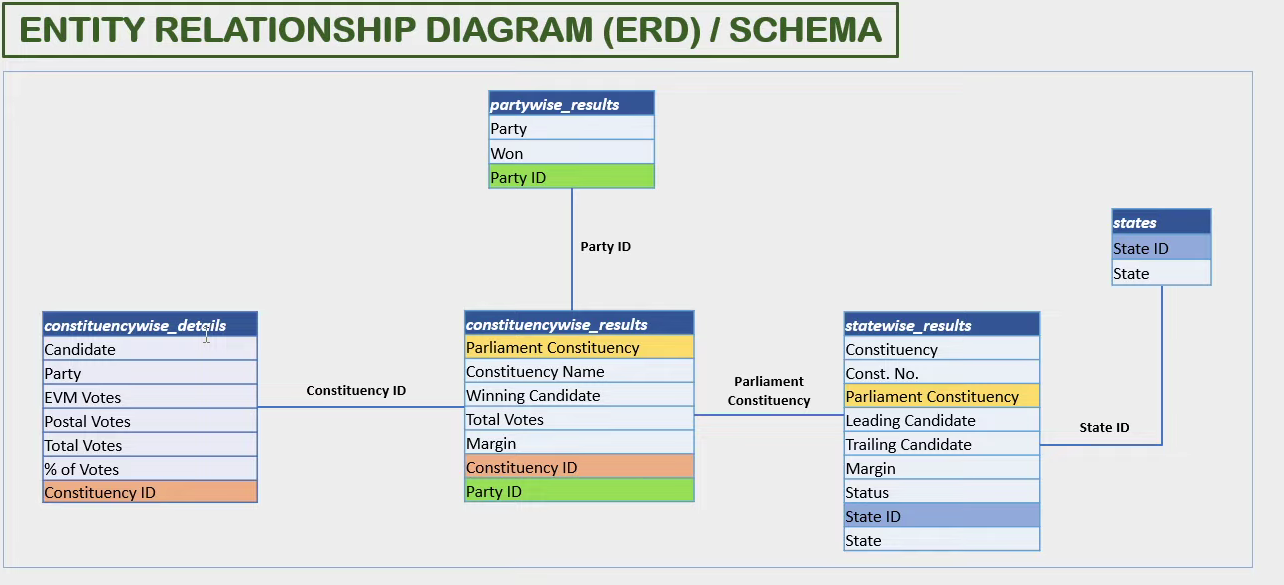 ENTITY RELATIONSHIP DIAGRAM (ERD) / SCHEMA
partywise_results
Party
Won
Party ID
Party ID
states
State ID
State
constituencywise_details
Candidate
Party
EVM Votes
Postal Votes
Total Votes
% of Votes
Constituency ID
Constituency ID
constituencywise_results
Parliament Constituency
Constituency Name
Winning Candidate
Total Votes
Margin
Constituency ID
Party ID
Parliament
Constituency
statewise_results
Constituency
Const. No.
Parliament Constituency
Leading Candidate
Trailing Candidate
Margin
Status
State ID
State
State ID